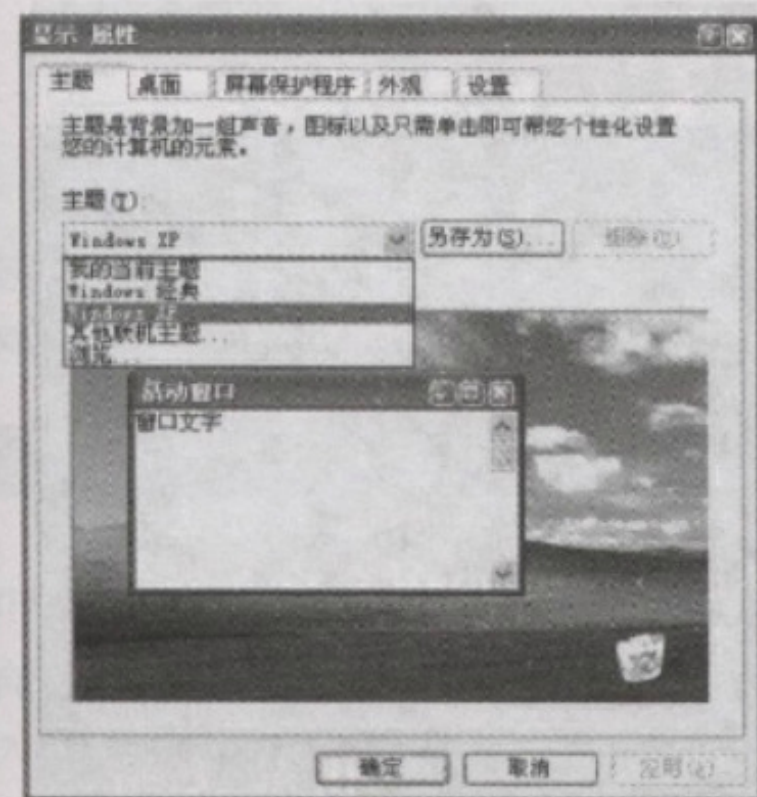 显示 属性
主题 桌面 屏幕保护程序 外观 设置
主题是背景加一组声音，图标以及只需单击即可帮您个性化设置
您的计算机的元素。
主题(T):
Windows XP 另存为(S)... 删除(D)
我的当前主题
Windows 经典
Windows XP
其他联机主题...
浏览...
活动窗口
窗口文字
确定 取消 应用(A)